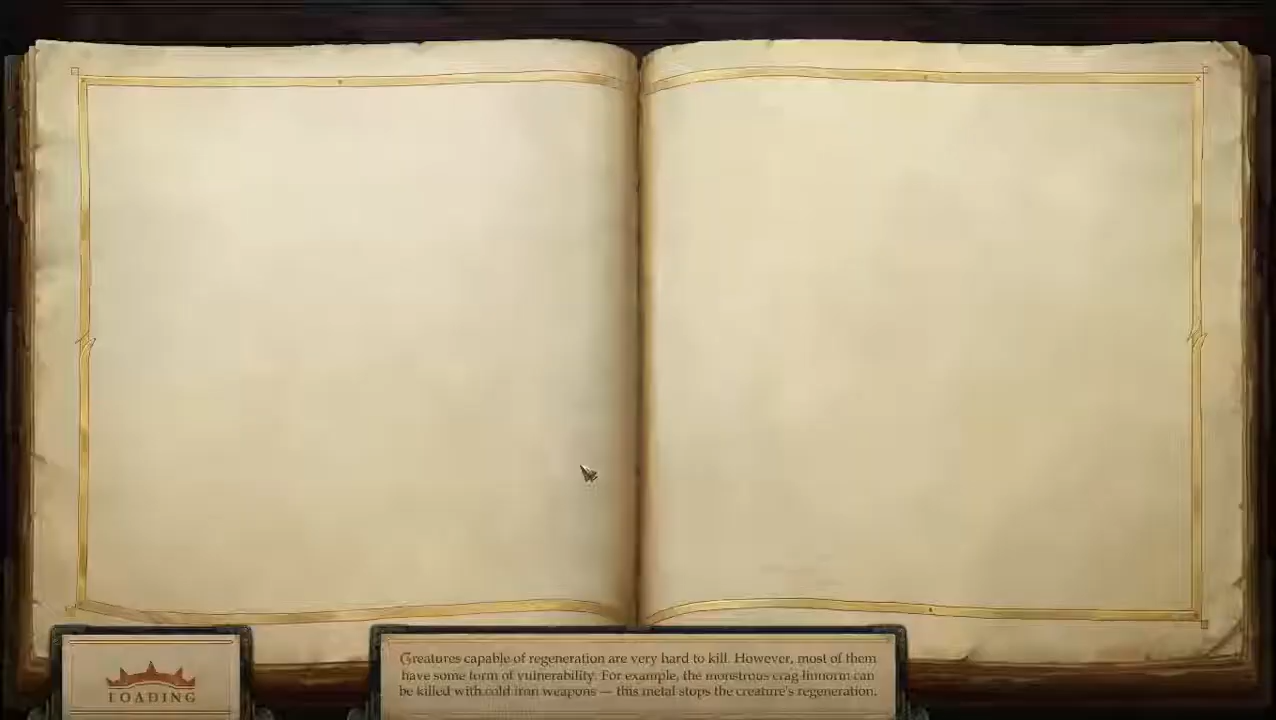 Creatures capable of regeneration are very hard to kill. However, most of them
have some form of vulnerability. For example, the monstrous crag linnorm can
be killed with cold iron weapons — this metal stops the creature's regeneration.
LOADING